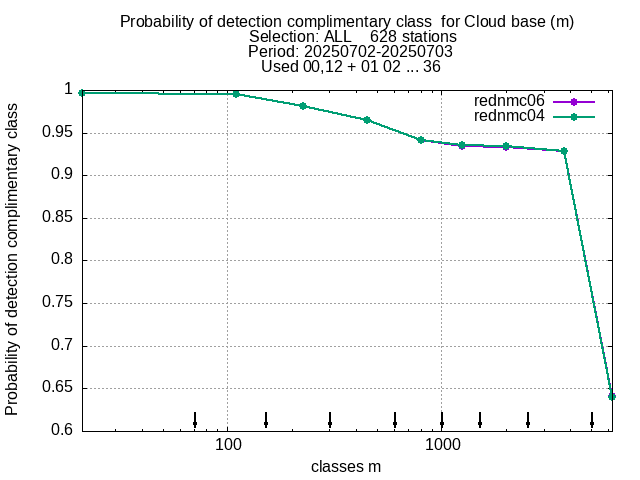 Probability of detection complimentary class  for Cloud base (m)
Selection: ALL    628 stations
Period: 20250702-20250703
Used 00,12 + 01 02 ... 36
Probability of detection complimentary class
1
0.95
0.9
0.85
0.8
0.75
0.7
0.65
0.6
rednmc06
rednmc04
100
1000
classes m